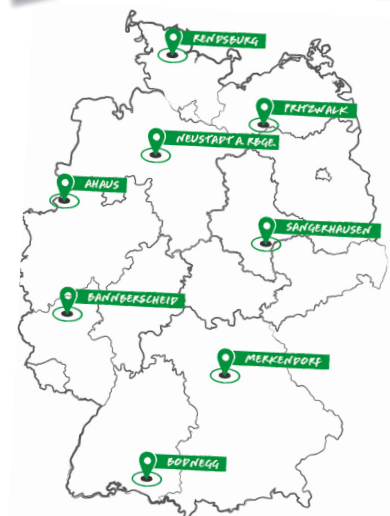 RENDSBURG
PRITZWALK
NEUSTADT A. RBGE.
AHAUS
SANGERHAUSEN
BANNBERSCHEID
MERKENDORF
BODNEGG